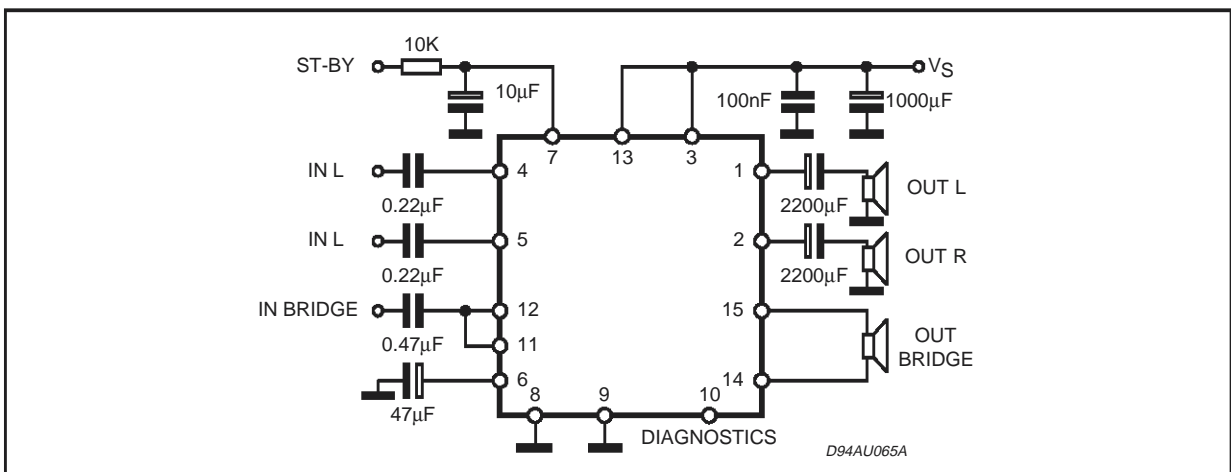 10K
ST-BY
10μF
100nF
1000μF
VS
7
13
3
IN L
0.22μF
4
1
2200μF
OUT L
IN L
0.22μF
5
2
2200μF
OUT R
IN BRIDGE
0.47μF
12
11
15
OUT
BRIDGE
14
6
47μF
8
9
10
DIAGNOSTICS
D94AU065A